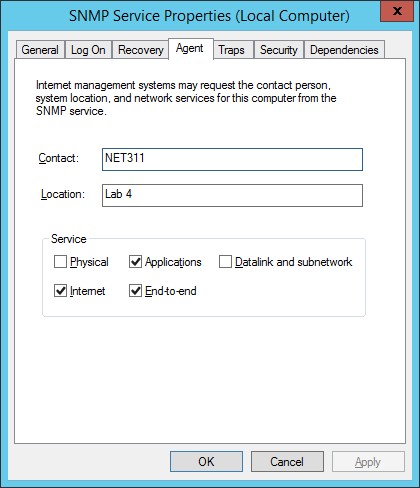 SNMP Service Properties (Local Computer)
x
General Log On Recovery Agent Traps Security Dependencies
Internet management systems may request the contact person,
system location, and network services for this computer from the
SNMP service.
Contact: NET311
Location: Lab 4
Service
Physical Applications Datalink and subnetwork
Internet End-to-end
OK Cancel Apply